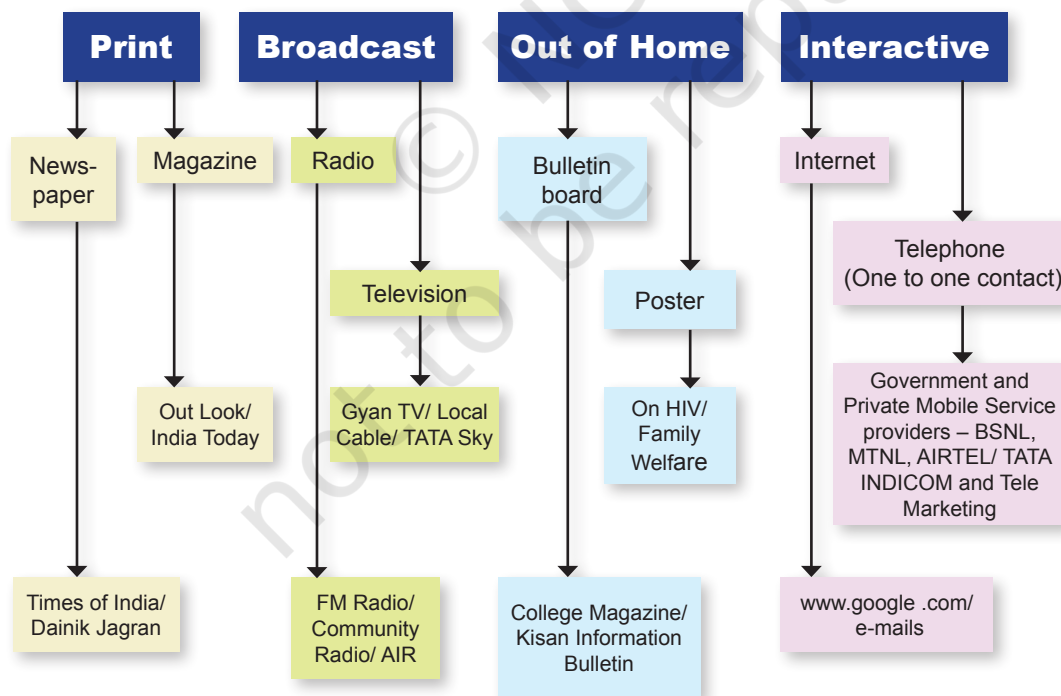 Print
Broadcast
Out of Home
Interactive
News-
paper
Magazine
Radio
Bulletin
board
Internet
Television
Poster
Telephone
(One to one contact)
Out Look/
India Today
Gyan TV/ Local
Cable/ TATA Sky
On HIV/
Family
Welfare
Government and
Private Mobile Service
providers – BSNL,
MTNL, AIRTEL/ TATA
INDICOM and Tele
Marketing
Times of India/
Dainik Jagran
FM Radio/
Community
Radio/ AIR
College Magazine/
Kisan Information
Bulletin
www.google .com/
e-mails
©
not to be